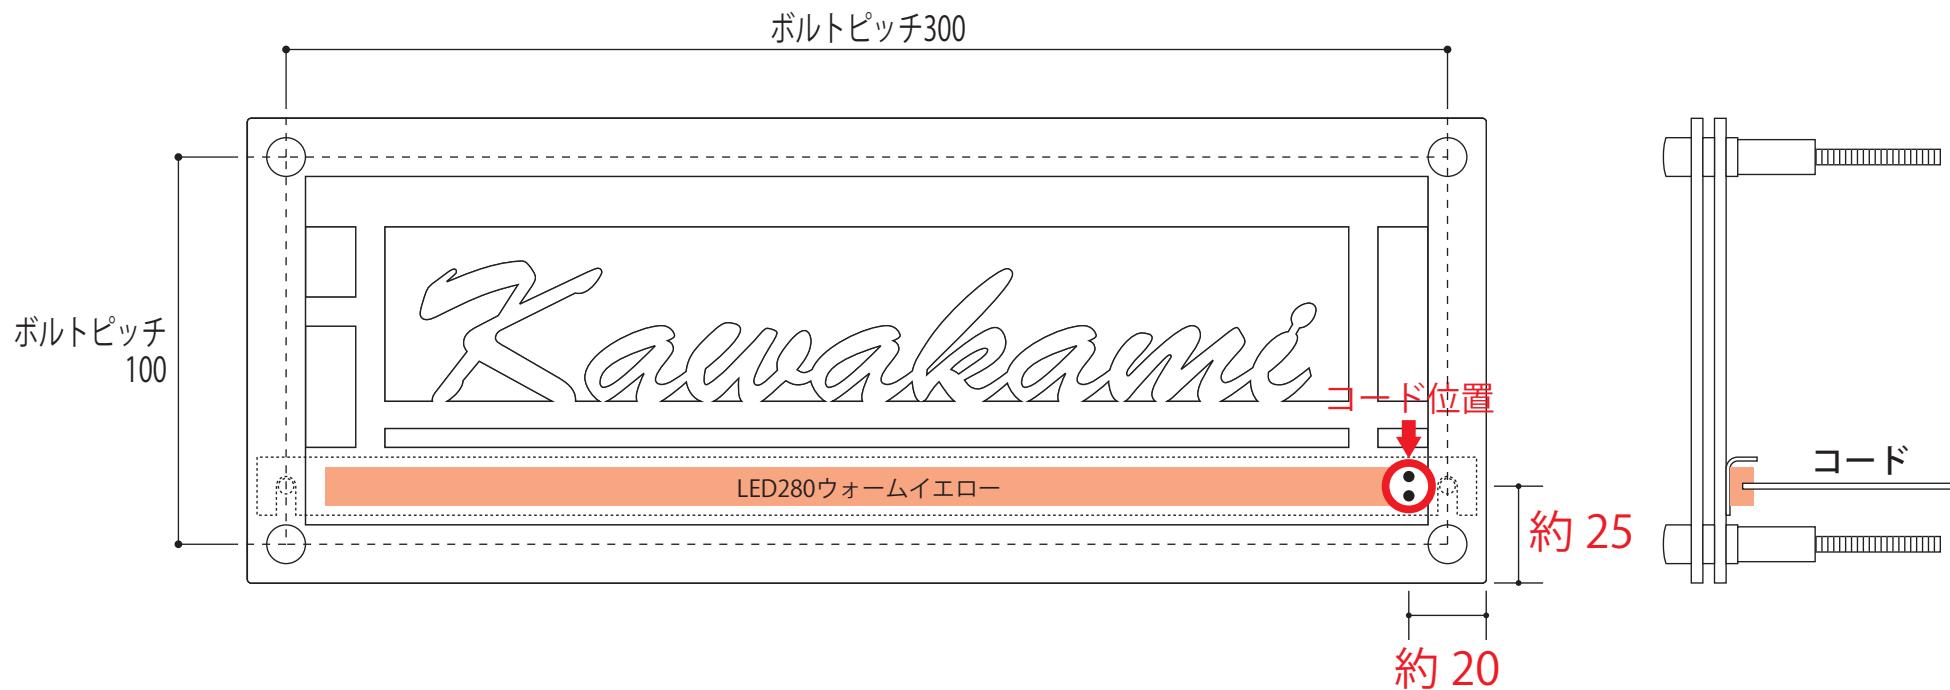 ボルトピッチ300
ボルトピッチ
100
Kawakami
コード位置
LED280ウォームイエロー
コード
約 25
約 20